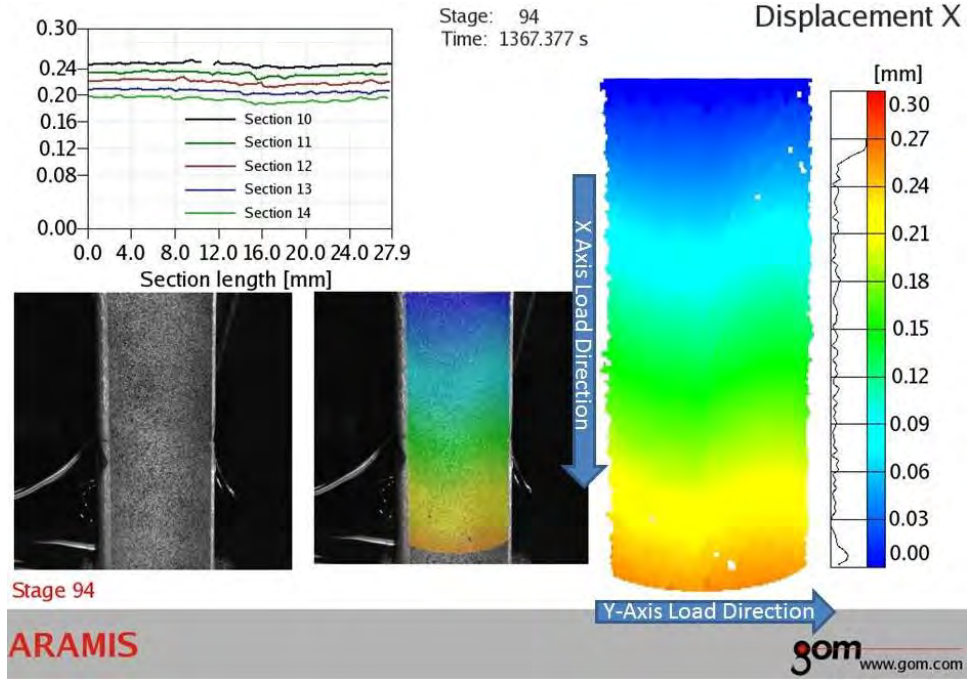 Stage: 94
Time: 1367.377 s
Displacement X
0.30
0.24
0.20
0.16
0.12
0.08
0.00
Section 10
Section 11
Section 12
Section 13
Section 14
0.0 4.0 8.0 12.0 16.0 20.0 24.0 27.9
Section length [mm]
[mm]
0.30
0.27
0.24
0.21
0.18
0.15
0.12
0.09
0.06
0.03
0.00
X Axis Load Direction
Y-Axis Load Direction
Stage 94
ARAMIS
gom
www.gom.com